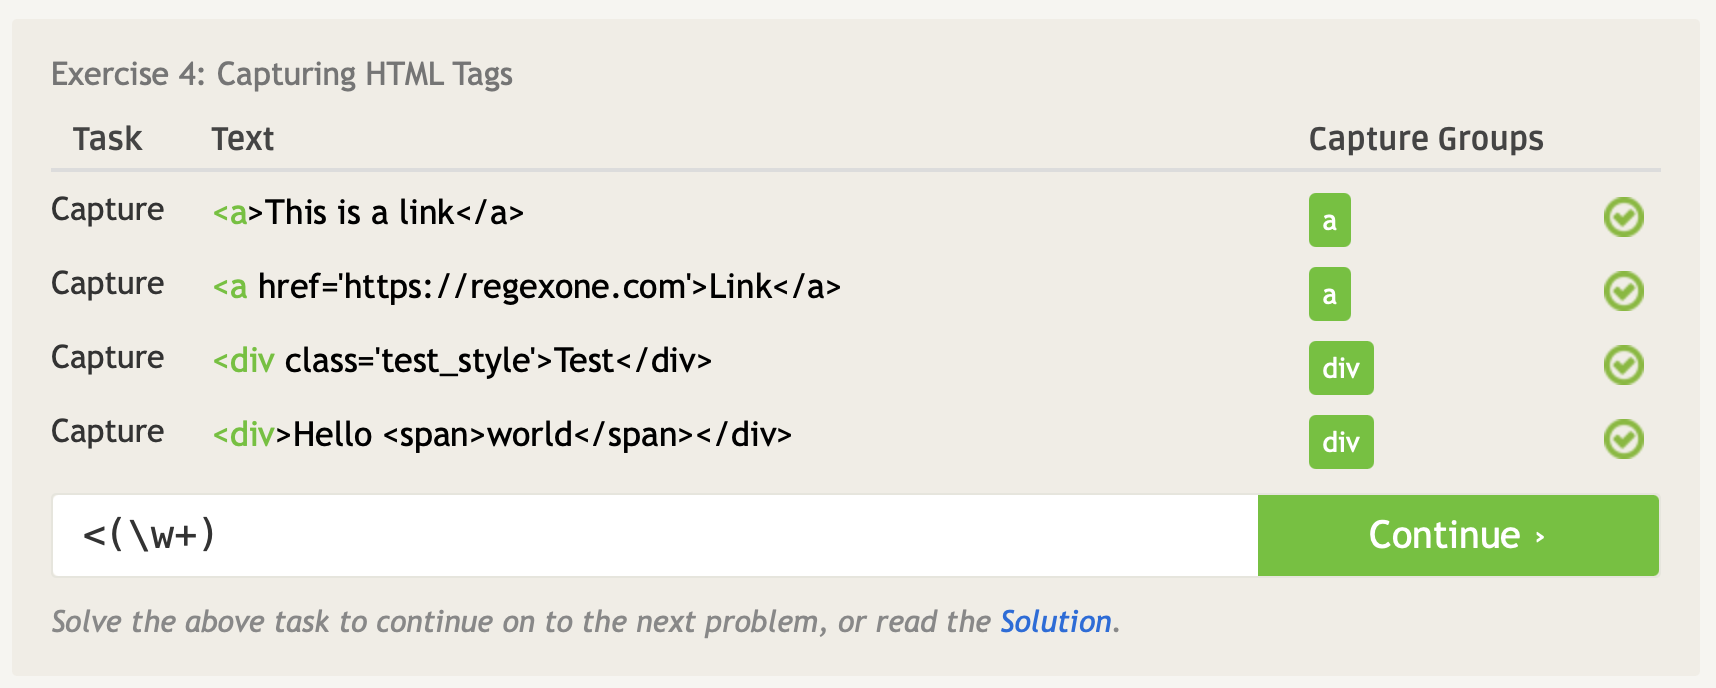 Exercise 4: Capturing HTML Tags
Task Text Capture Groups
Capture <a>This is a link</a> a
Capture <a href='https://regexone.com'>Link</a> a
Capture <div class='test_style'>Test</div> div
Capture <div>Hello <span>world</span></div> div
<(\w+) Continue ›
Solve the above task to continue on to the next problem, or read the Solution.